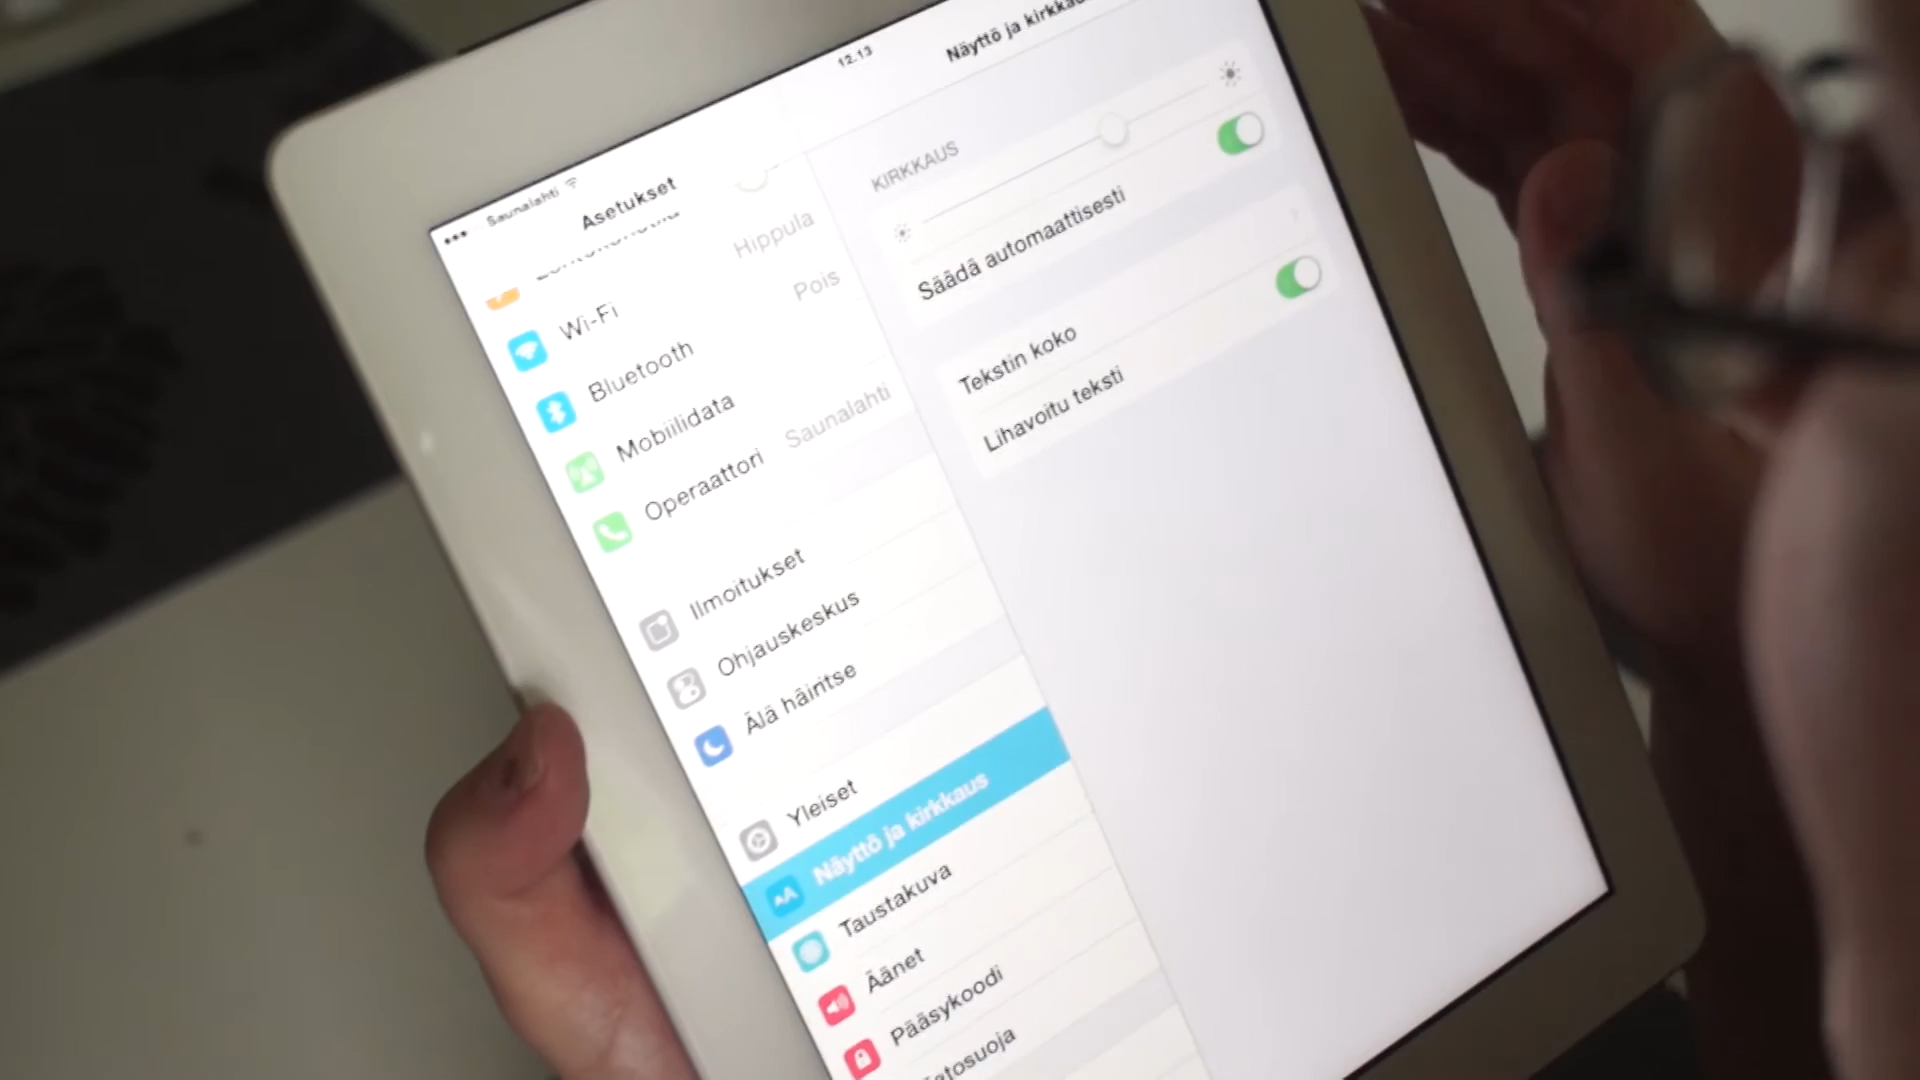 Saunalahti
12.13
Asetukset
Näyttö ja
Wi-Fi
Hippula
Bluetooth
Pois
Mobiilidata
Operaattori
Saunalahti
Ilmoitukset
Ohjauskeskus
Älä häiritse
Yleiset
AA
Näyttö ja kirkkaus
Taustakuva
Äänet
Pääsykoodi
KIRKKAUS
Säädä automaattisesti
Tekstin koko
Lihavoitu teksti